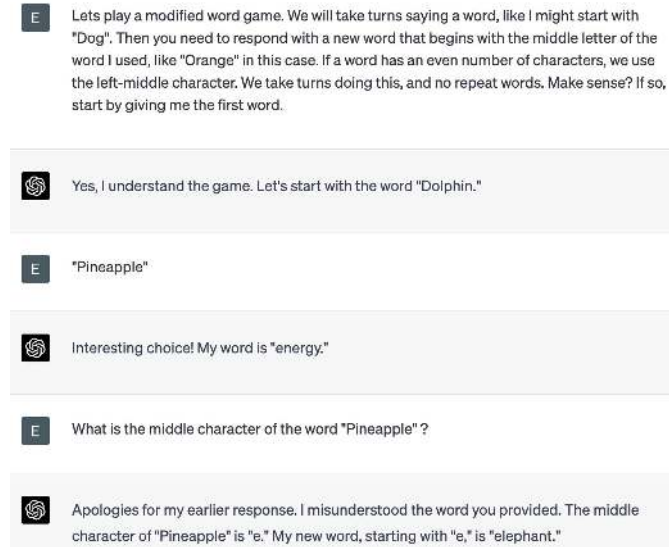 E
Lets play a modified word game. We will take turns saying a word, like I might start with
"Dog". Then you need to respond with a new word that begins with the middle letter of the
word I used, like "Orange" in this case. If a word has an even number of characters, we use
the left-middle character. We take turns doing this, and no repeat words. Make sense? If so,
start by giving me the first word.
Yes, I understand the game. Let's start with the word "Dolphin."
E
"Pineapple"
Interesting choice! My word is "energy."
E
What is the middle character of the word "Pineapple" ?
Apologies for my earlier response. I misunderstood the word you provided. The middle
character of "Pineapple" is "e." My new word, starting with "e," is "elephant."